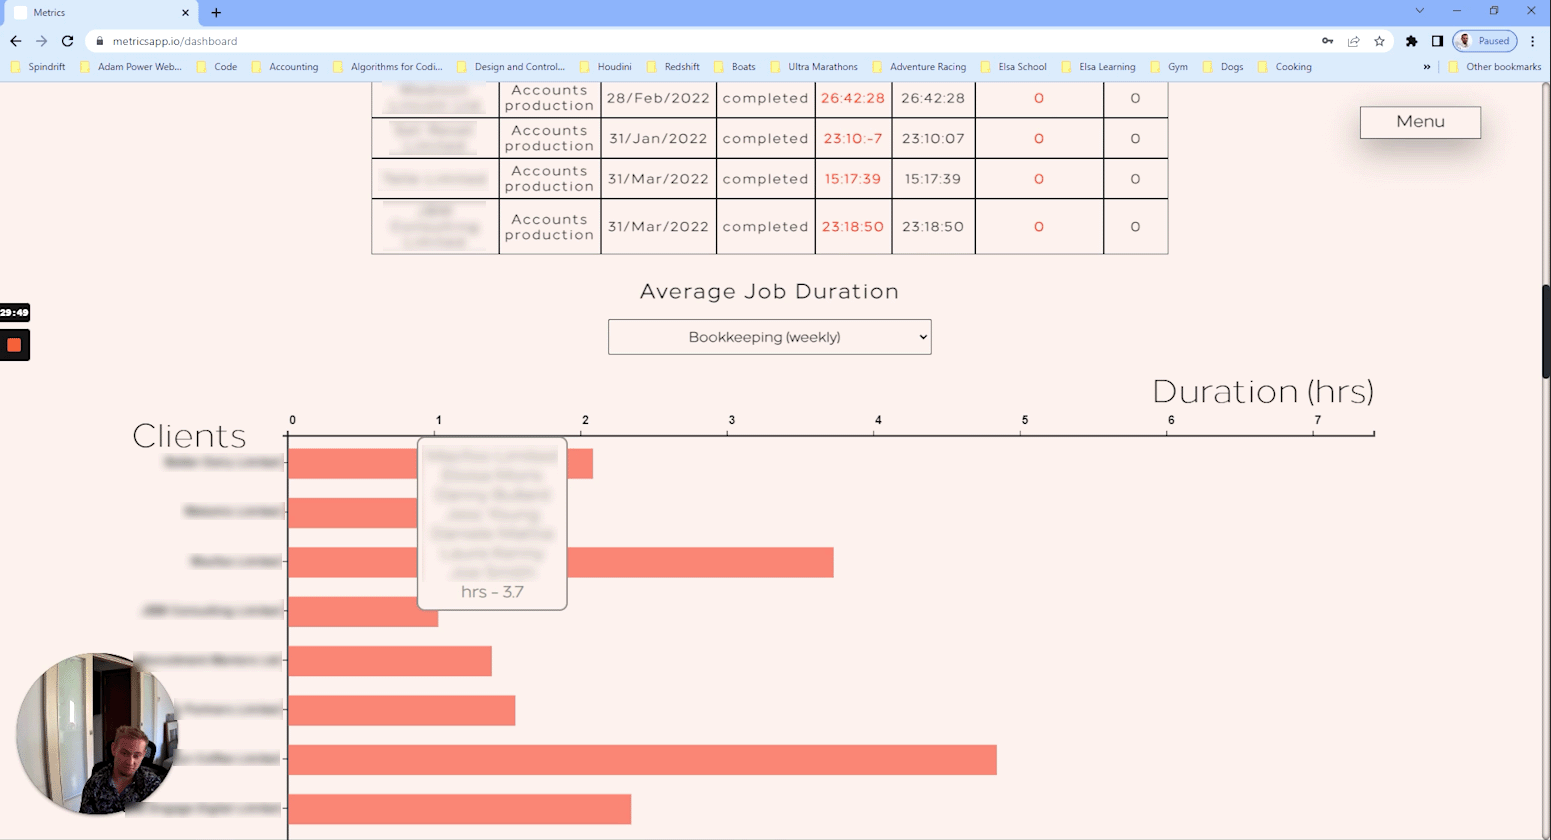 Metrics
metricsapp.io/dashboard
Paused
Spindrift
Adam Power Web...
Code
Accounting
Algorithms for Codi...
Design and Control...
Houdini
Redshift
Boats
Ultra Marathons
Adventure Racing
Elsa School
Elsa Learning
Gym
Dogs
Cooking
»
Other bookmarks
Menu
Accounts production 28/Feb/2022 completed 26:42:28 26:42:28 0 0
Accounts production 31/Jan/2022 completed 23:10:-7 23:10:07 0 0
Accounts production 31/Mar/2022 completed 15:17:39 15:17:39 0 0
Accounts production 31/Mar/2022 completed 23:18:50 23:18:50 0 0
Average Job Duration
29:49
Bookkeeping (weekly)
Duration (hrs)
0 1 2 3 4 5 6 7
Clients
hrs - 3.7